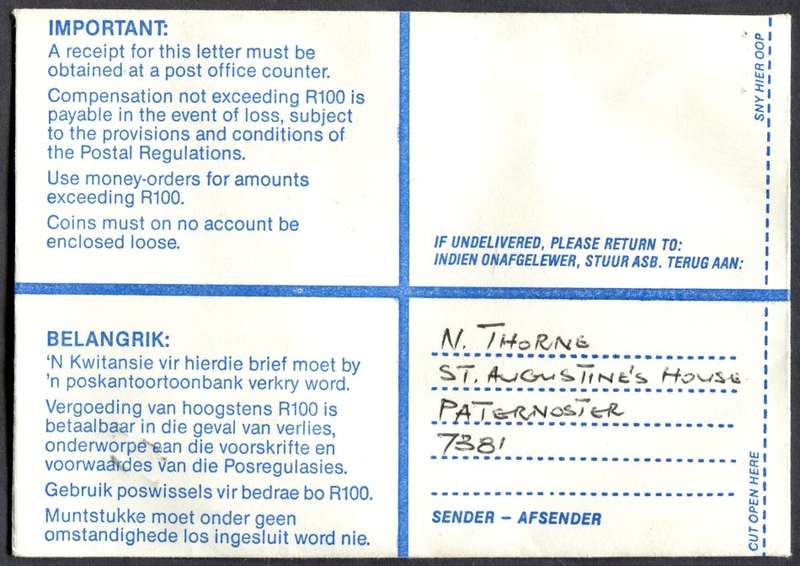 IMPORTANT:
A receipt for this letter must be
obtained at a post office counter.
Compensation not exceeding R100 is
payable in the event of loss, subject
to the provisions and conditions of
the Postal Regulations.
Use money-orders for amounts
exceeding R100.
Coins must on no account be
enclosed loose.
SNY HIER OOP
IF UNDELIVERED, PLEASE RETURN TO:
INDIEN ONAFGELEWER, STUUR ASB. TERUG AAN:
BELANGRIK:
'N Kwitansie vir hierdie brief moet by
'n poskantoortoonbank verkry word.
Vergoeding van hoogstens R100 is
betaalbaar in die geval van verlies,
onderworpe aan die voorskrifte en
voorwaardes van die Posregulasies.
Gebruik poswissels vir bedrae bo R100.
Muntstukke moet onder geen
omstandighede los ingesluit word nie.
N. THORNE
ST. AUGUSTINE'S HOUSE
PATERNOSTER
7381
SENDER – AFSENDER
CUT OPEN HERE